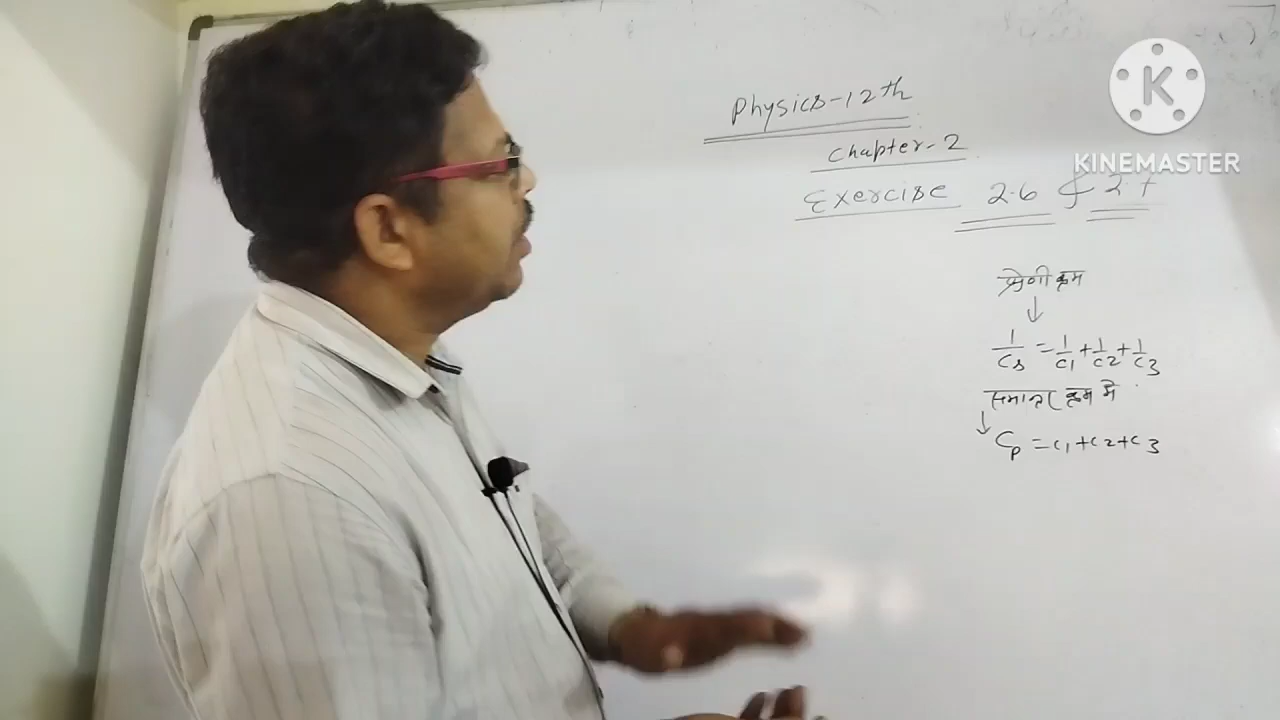 Physics-12th
Chapter-2
Exercise 2.6 & 2.7
श्रेणी क्रम
↓
1/Cs = 1/C1 + 1/C2 + 1/C3
समान्तर क्रम में
↓
Cp = C1 + C2 + C3
K
KINEMASTER